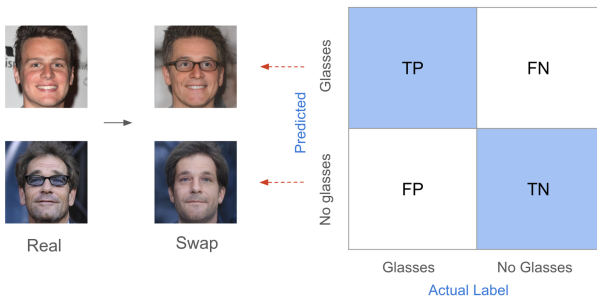 Glasses
No glasses
Predicted
TP
FN
FP
TN
Real
Swap
Glasses
No Glasses
Actual Label